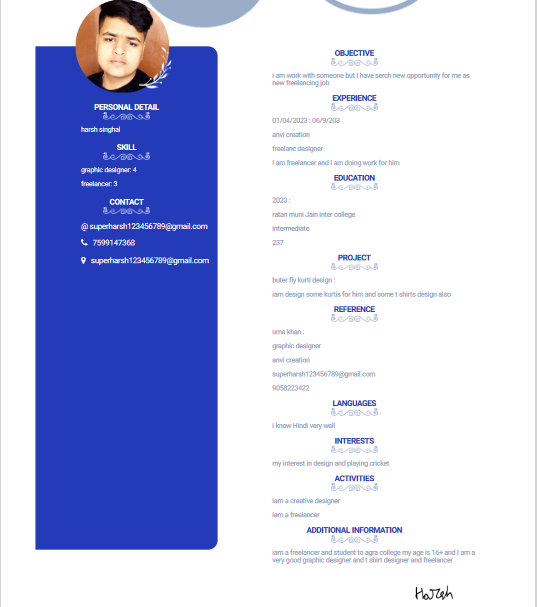 PERSONAL DETAIL
harsh singhal
SKILL
graphic designer: 4
freelancer: 3
CONTACT
@ superharsh123456789@gmail.com
7599147368
superharsh123456789@gmail.com
OBJECTIVE
i am work with someone but I have serch new opportunity for me as
new freelancing job
EXPERIENCE
01/04/2023 : 06/9/203
anvi creation
freelanc designer
I am freelancer and I am doing work for him
EDUCATION
2023 :
ratan muni Jain inter college
intermediate
237
PROJECT
buter fly kurti design :
iam design some kurtis for him and some t shirts design also
REFERENCE
uma khan :
graphic designer
anvi creation
superharsh123456789@gmail.com
9058223422
LANGUAGES
I know Hindi very well
INTERESTS
my interest in design and playing cricket
ACTIVITIES
iam a creative designer
iam a freelancer
ADDITIONAL INFORMATION
iam a freelancer and student to agra college my age is 16+ and I am a
very good graphic designer and t shirt designer and freelancer
Harsh